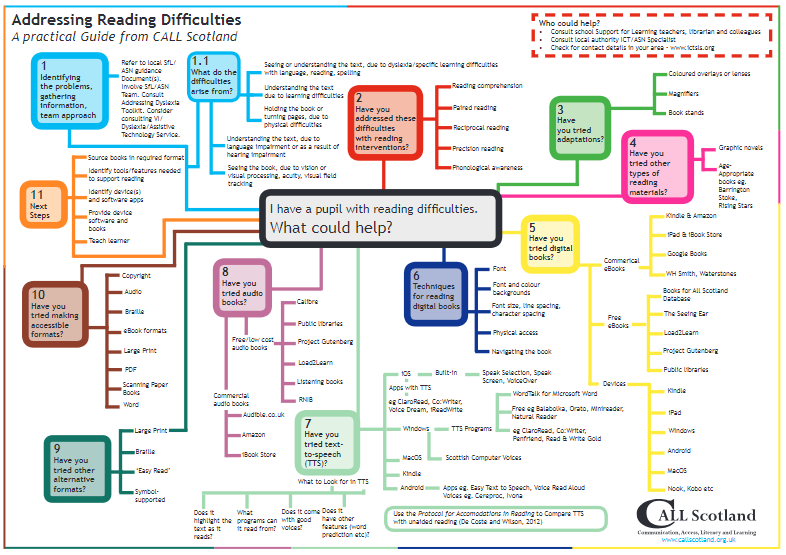 Addressing Reading Difficulties
A practical Guide from CALL Scotland
Who could help?
• Consult school Support for Learning teachers, librarian and colleagues
• Consult local authority ICT/ASN Specialist
• Check for contact details in your area - www.ictsls.org
1
Identifying
the problems,
gathering
information,
team approach
Refer to local SfL/
ASN guidance
Document(s).
Involve SfL/ASN
Team. Consult
Addressing Dyslexia
Toolkit. Consider
consulting VI/
Dyslexia/Assistive
Technology Service.
1.1
What do the
difficulties
arise from?
Seeing or understanding the text, due to dyslexia/specific learning difficulties
with language, reading, spelling
Understanding the text
due to learning difficulties
Holding the book or
turning pages, due to
physical difficulties
Understanding the text, due to
language impairment or as a result of
hearing impairment
Seeing the book, due to vision or
visual processing, acuity, visual field
tracking
2
Have you
addressed these
difficulties
with reading
interventions?
Reading comprehension
Paired reading
Reciprocal reading
Precision reading
Phonological awareness
3
Have
you tried
adaptations?
Coloured overlays or lenses
Magnifiers
Book stands
4
Have you
tried other
types of
reading
materials?
Graphic novels
Age-
Appropriate
books eg.
Barrington
Stoke,
Rising Stars
11
Next
Steps
Source books in required format
Identify tools/features needed
to support reading
Identify device(s)
and software apps
Provide device
software and
books
Teach learner
I have a pupil with reading difficulties.
What could help?
5
Have you
tried digital
books?
Commerical
eBooks
Kindle & Amazon
iPad & iBook Store
Google Books
WH Smith, Waterstones
Free
eBooks
Books for All Scotland
Database
The Seeing Ear
Load2Learn
Project Gutenberg
Public libraries
Devices
Kindle
iPad
Windows
Android
MacOS
Nook, Kobo etc
6
Techniques
for reading
digital books
Font
Font and colour
backgrounds
Font size, line spacing,
character spacing
Physical access
Navigating the book
8
Have you
tried audio
books?
Free/low cost
audio books
Calibre
Public libraries
Project Gutenberg
Load2Learn
Listening books
RNIB
Commercial
audio books
Audible.co.uk
Amazon
iBook Store
10
Have you
tried making
accessible
formats?
Copyright
Audio
Braille
eBook formats
Large Print
PDF
Scanning Paper
Books
Word
9
Have you
tried other
alternative
formats?
Large Print
Braille
'Easy Read'
Symbol-
supported
7
Have you
tried text-
to-speech
(TTS)?
iOS
Built-in
Speak Selection, Speak
Screen, VoiceOver
Apps with TTS
eg ClaroRead, Co:Writer,
Voice Dream, iReadWrite
Windows
TTS Programs
WordTalk for Microsoft Word
Free eg Balabolka, Orato, Minireader,
Natural Reader
eg ClaroRead, Co:Writer,
Penfriend, Read & Write Gold
MacOS
Scottish Computer Voices
Kindle
Android
Apps eg. Easy Text to Speech, Voice Read Aloud
Voices eg. Cereproc, Ivona
What to Look for in TTS
Does it
highlight the
text as it
reads?
What
programs can
it read from?
Does it come
with good
voices?
Does it
have other
features (word
prediction etc)?
Use the Protocol for Accomodations in Reading to Compare TTS
with unaided reading (De Coste and Wilson, 2012)
CALL Scotland
Communication, Access, Literacy and Learning
www.callscotland.org.uk